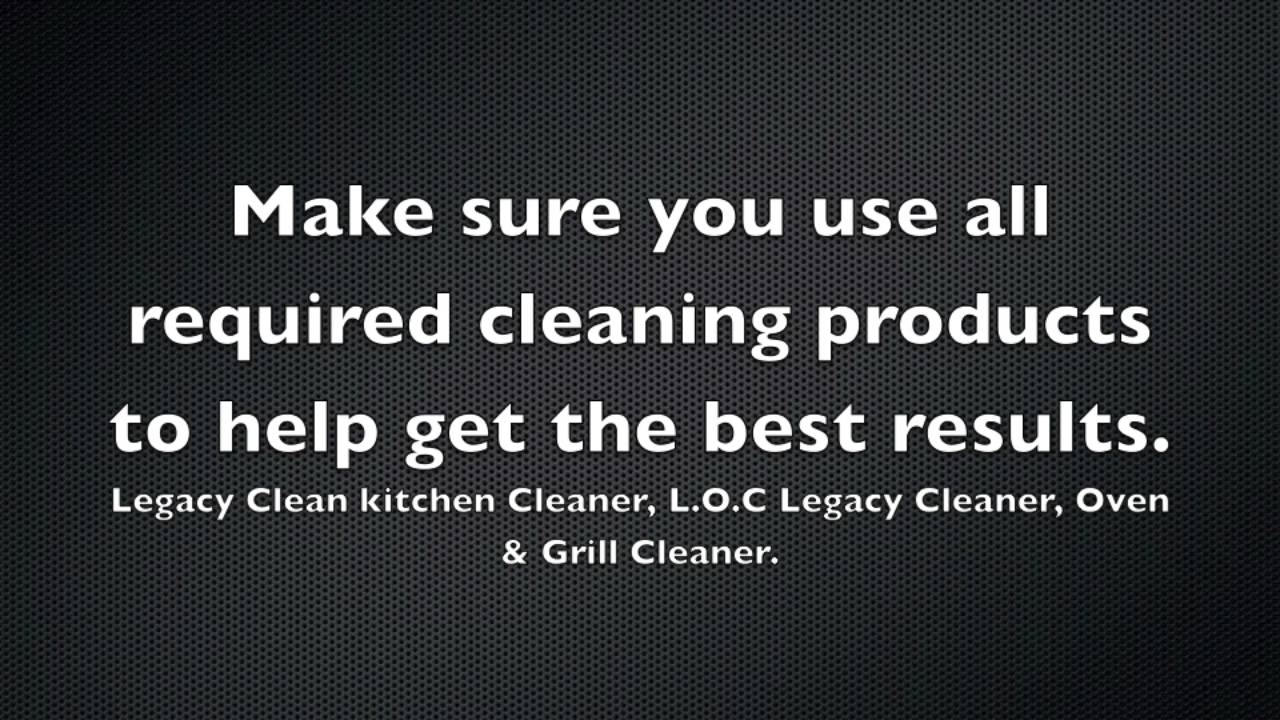 Make sure you use all
required cleaning products
to help get the best results.
Legacy Clean kitchen Cleaner, L.O.C Legacy Cleaner, Oven
& Grill Cleaner.